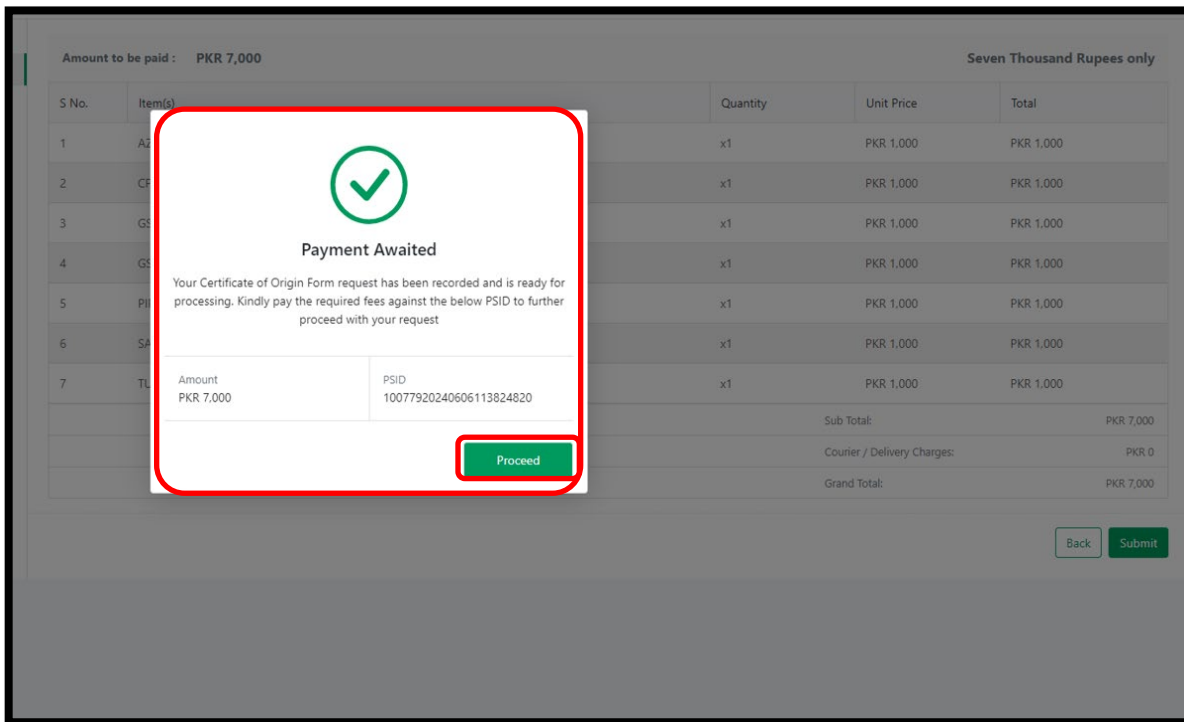 Amount to be paid : PKR 7,000 Seven Thousand Rupees only
S No. Item(s) Quantity Unit Price Total
1 x1 PKR 1,000 PKR 1,000
2 x1 PKR 1,000 PKR 1,000
3 x1 PKR 1,000 PKR 1,000
4 x1 PKR 1,000 PKR 1,000
5 x1 PKR 1,000 PKR 1,000
6 x1 PKR 1,000 PKR 1,000
7 x1 PKR 1,000 PKR 1,000
Sub Total: PKR 7,000
Courier / Delivery Charges: PKR 0
Grand Total: PKR 7,000
Back Submit
Payment Awaited
Your Certificate of Origin Form request has been recorded and is ready for
processing. Kindly pay the required fees against the below PSID to further
proceed with your request
Amount PSID
PKR 7,000 10077920240606113824820
Proceed